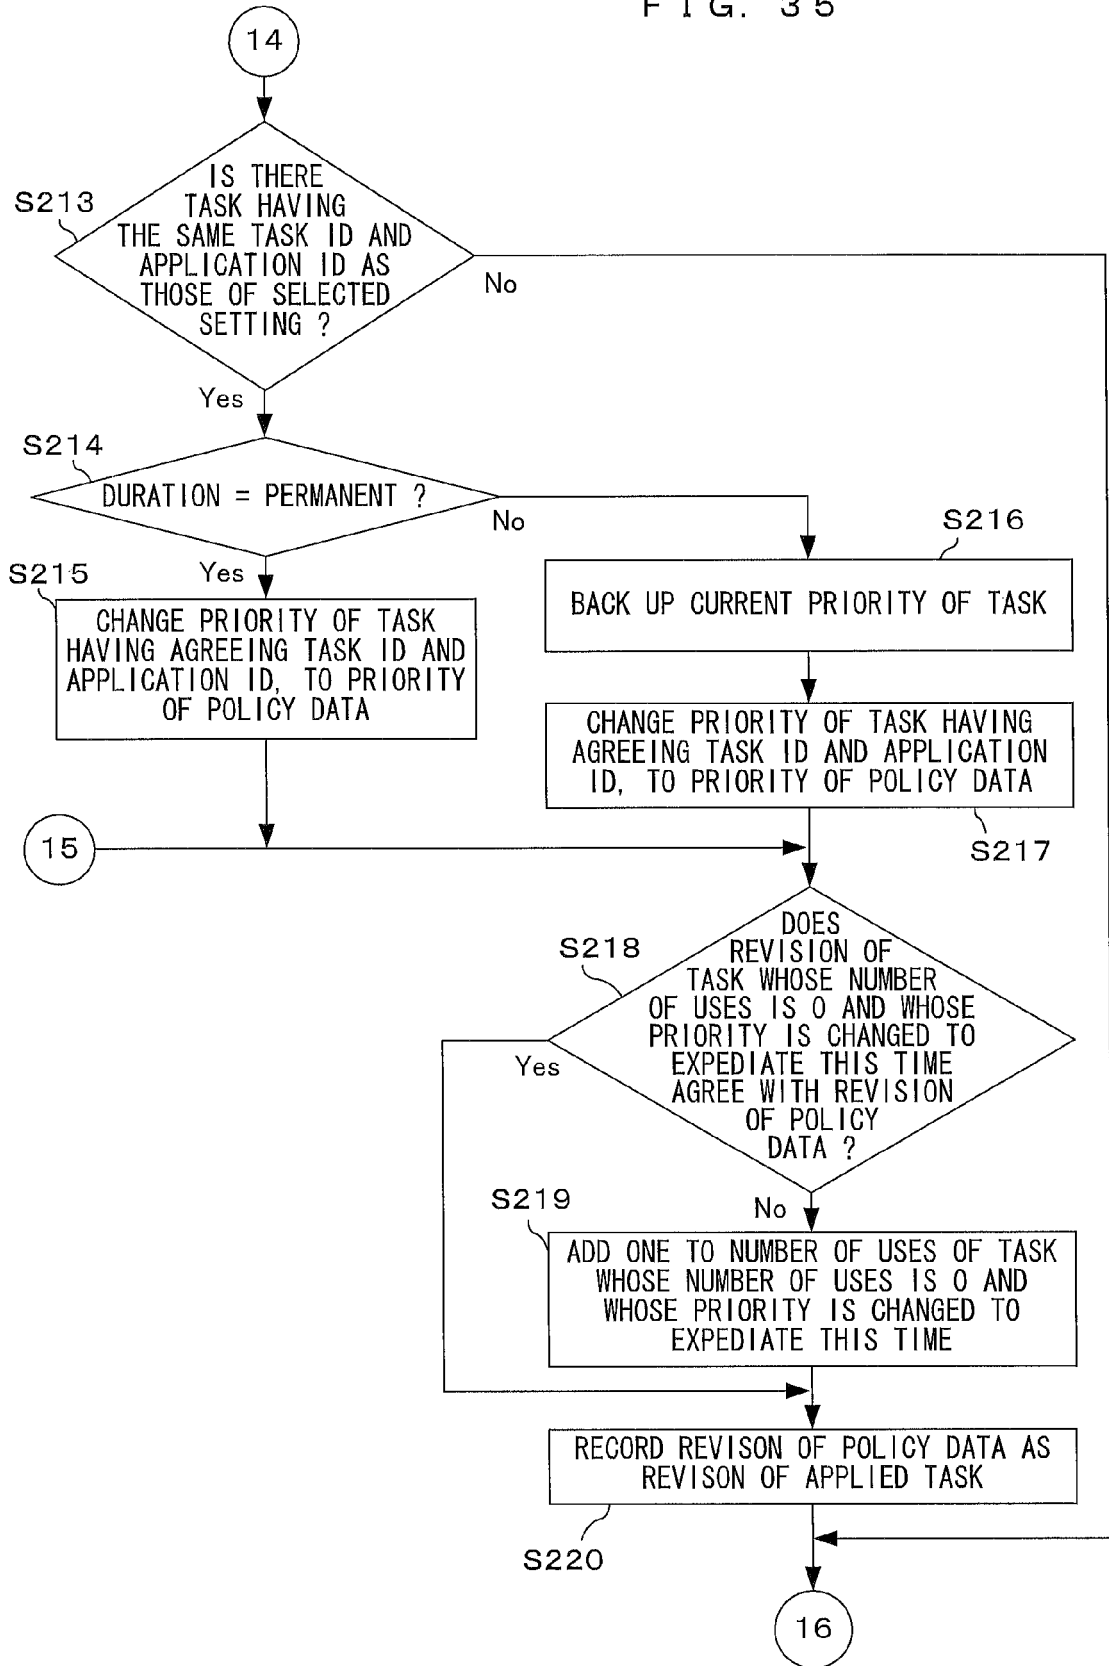 FIG. 35
14
S213
IS THERE
TASK HAVING
THE SAME TASK ID AND
APPLICATION ID AS
THOSE OF SELECTED
SETTING ?
No
Yes
S214
DURATION = PERMANENT ?
No
Yes
S215
CHANGE PRIORITY OF TASK
HAVING AGREEING TASK ID AND
APPLICATION ID, TO PRIORITY
OF POLICY DATA
S216
BACK UP CURRENT PRIORITY OF TASK
CHANGE PRIORITY OF TASK HAVING
AGREEING TASK ID AND APPLICATION
ID, TO PRIORITY OF POLICY DATA
S217
15
S218
DOES
REVISION OF
TASK WHOSE NUMBER
OF USES IS 0 AND WHOSE
PRIORITY IS CHANGED TO
EXPEDIATE THIS TIME
AGREE WITH REVISION
OF POLICY
DATA ?
Yes
No
S219
ADD ONE TO NUMBER OF USES OF TASK
WHOSE NUMBER OF USES IS 0 AND
WHOSE PRIORITY IS CHANGED TO
EXPEDIATE THIS TIME
RECORD REVISON OF POLICY DATA AS
REVISON OF APPLIED TASK
S220
16